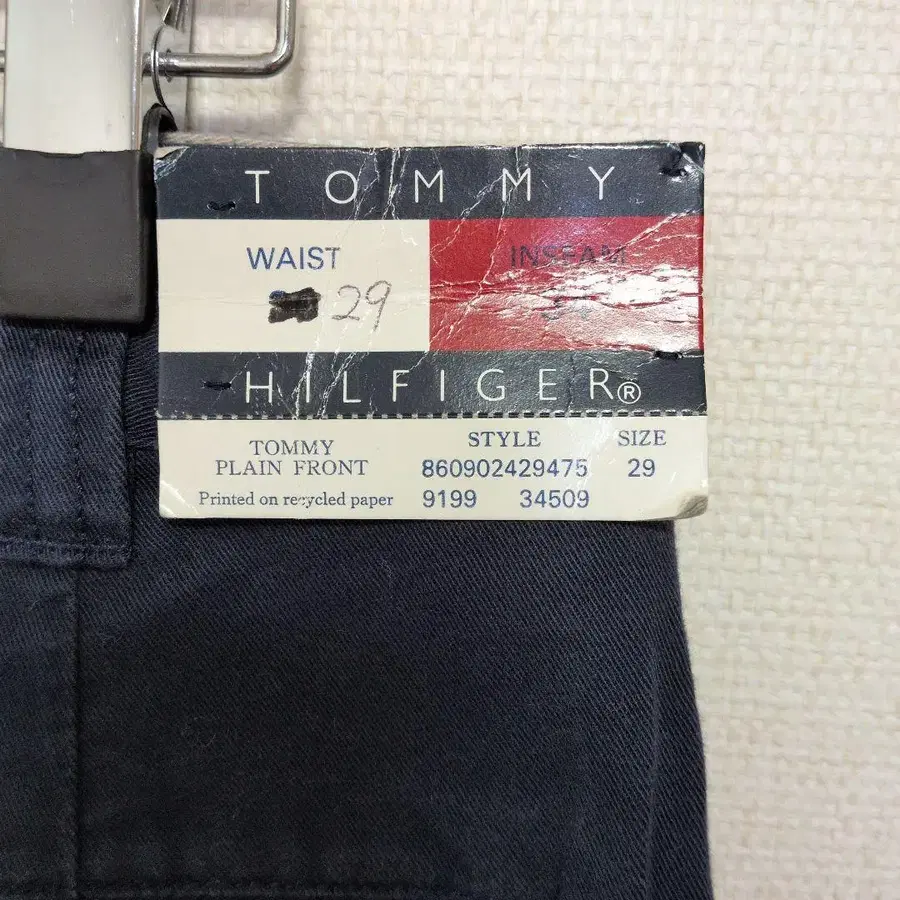 TOMMY
WAIST INSEAM
29
HILFIGER®
TOMMY STYLE SIZE
PLAIN FRONT 860902429475 29
Printed on recycled paper 9199 34509